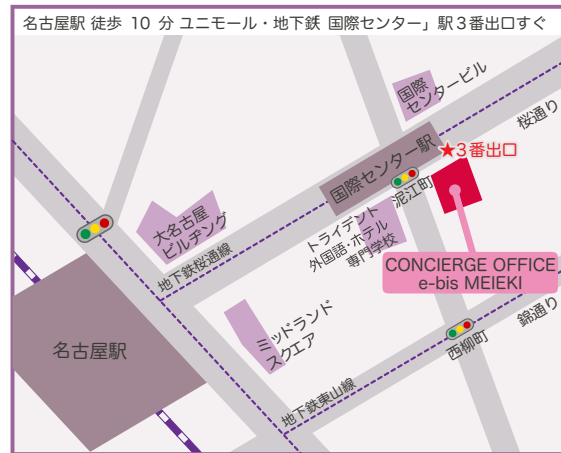 名古屋駅 徒歩 10 分 ユニモール・地下鉄 国際センター」駅3番出口すぐ
国際
センタービル
桜通り
国際センター駅
★3番出口
泥江町
大名古屋
ビルヂング
トライデント
外国語・ホテル
専門学校
地下鉄桜通線
CONCIERGE OFFICE
e-bis MEIEKI
ミッドランド
スクエア
錦通り
西柳町
名古屋駅
地下鉄東山線